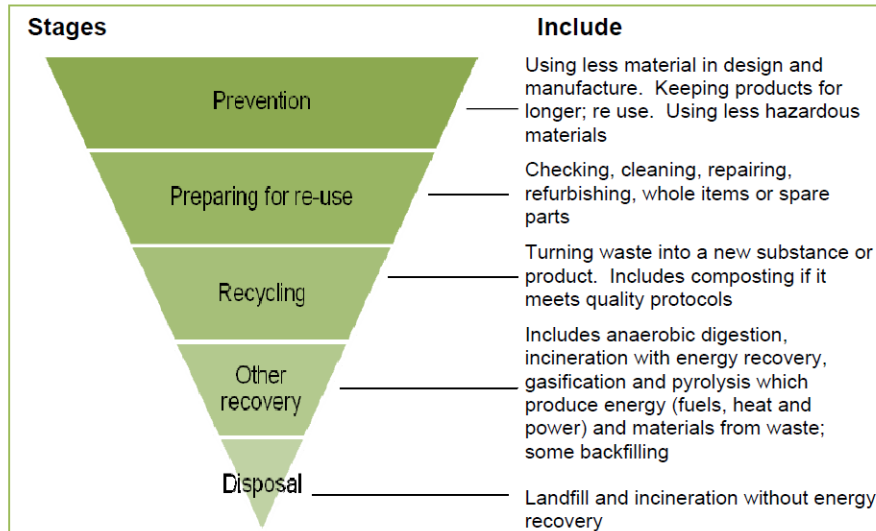 Stages
Include
Prevention
Using less material in design and
manufacture.  Keeping products for
longer; re use.  Using less hazardous
materials
Preparing for re-use
Checking, cleaning, repairing,
refurbishing, whole items or spare
parts
Recycling
Turning waste into a new substance or
product.  Includes composting if it
meets quality protocols
Other
recovery
Includes anaerobic digestion,
incineration with energy recovery,
gasification and pyrolysis which
produce energy (fuels, heat and
power) and materials from waste;
some backfilling
Disposal
Landfill and incineration without energy
recovery